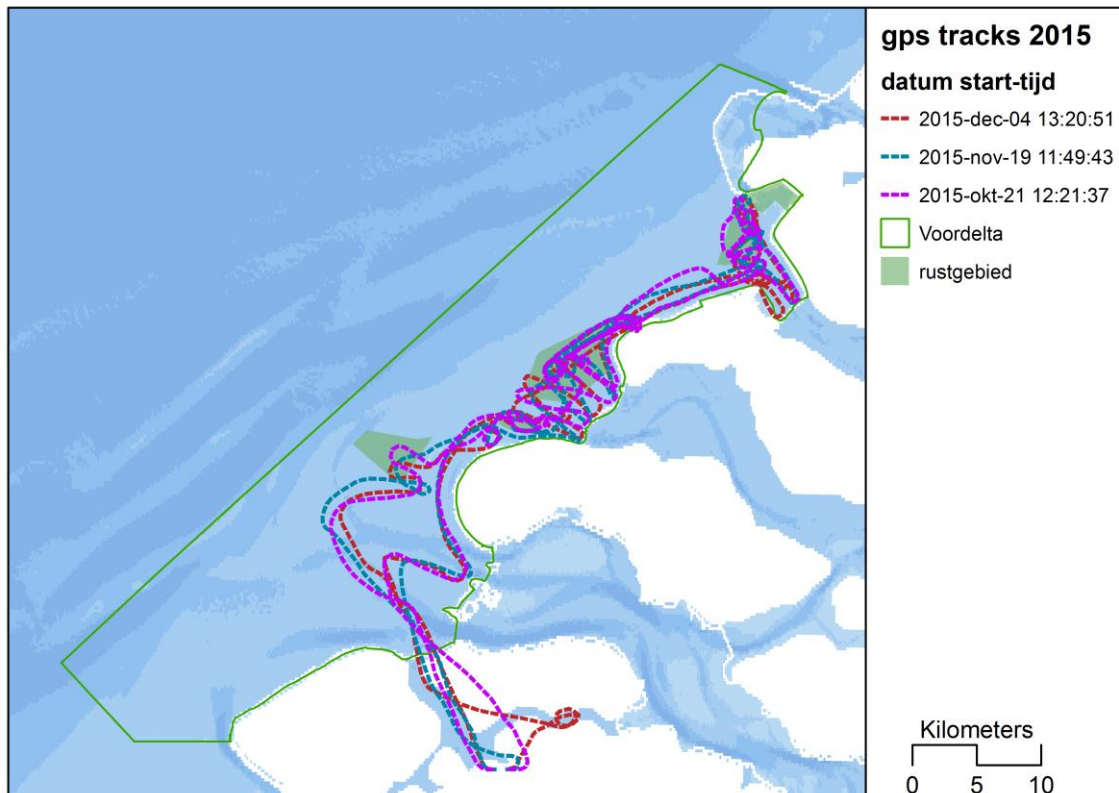 gps tracks 2015
datum start-tijd
2015-dec-04 13:20:51
2015-nov-19 11:49:43
2015-okt-21 12:21:37
Voordelta
rustgebied
Kilometers
0 5 10